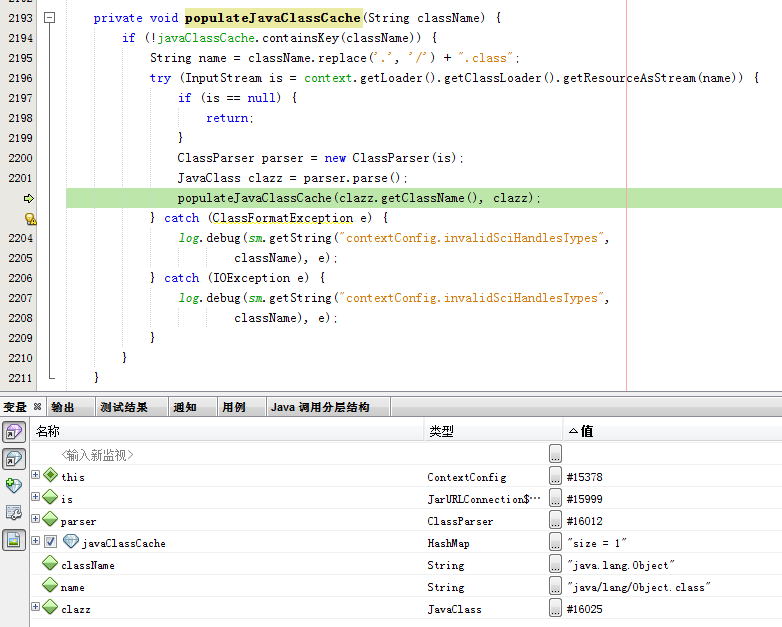 2193 private void populateJavaClassCache(String className) {
2194 if (!javaClassCache.containsKey(className)) {
2195 String name = className.replace('.', '/') + ".class";
2196 try (InputStream is = context.getLoader().getClassLoader().getResourceAsStream(name)) {
2197 if (is == null) {
2198 return;
2199 }
2200 ClassParser parser = new ClassParser(is);
2201 JavaClass clazz = parser.parse();
populateJavaClassCache(clazz.getClassName(), clazz);
} catch (ClassFormatException e) {
2204 log.debug(sm.getString("contextConfig.invalidSciHandlesTypes",
2205 className), e);
2206 } catch (IOException e) {
2207 log.debug(sm.getString("contextConfig.invalidSciHandlesTypes",
2208 className), e);
2209 }
2210 }
2211 }
变量 输出 测试结果 通知 用例 Java 调用分层结构
名称 类型 值
<输入新监视> ...
this ContextConfig ... #15378
is JarURLConnection$... ... #15999
parser ClassParser ... #16012
javaClassCache HashMap ... "size = 1"
className String ... "java.lang.Object"
name String ... "java/lang/Object.class"
clazz JavaClass ... #16025